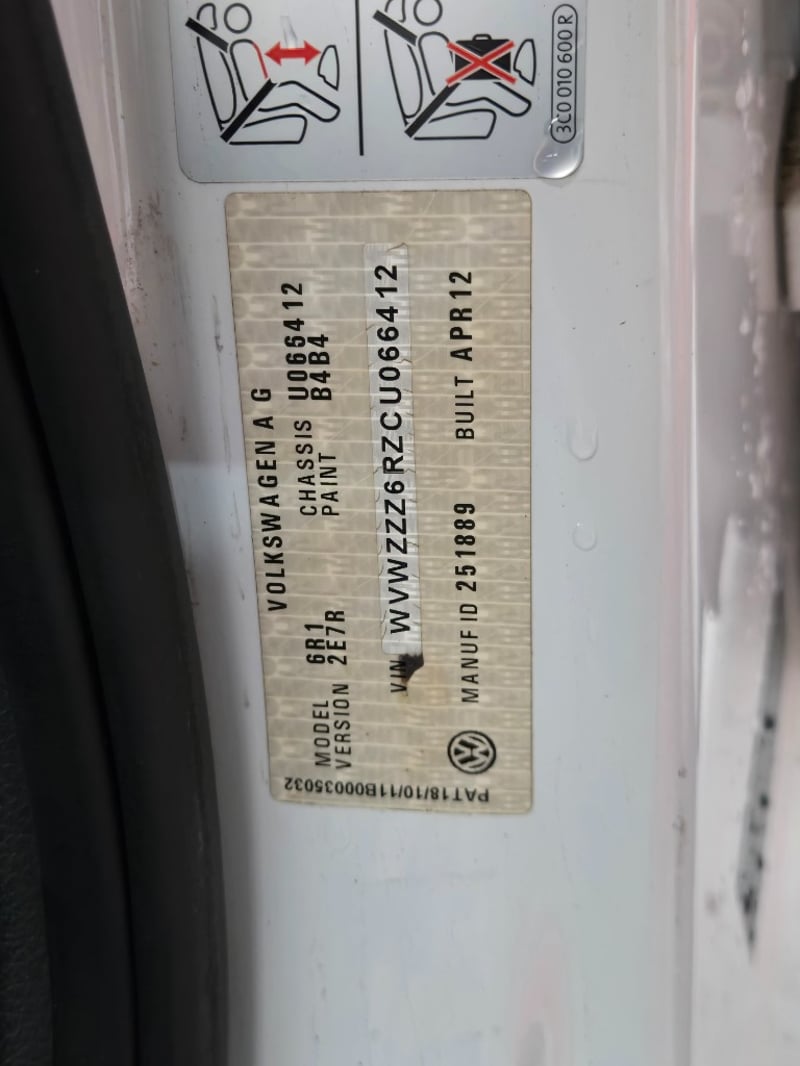 3C0 010 600 R
VOLKSWAGEN A G
MODEL 6R1 CHASSIS U066412
VERSION 2E7R PAINT B4B4
VIN WVWZZZ6RZCU066412
MANUF ID 251889 BUILT APR12
PAT18/10/11B00035032